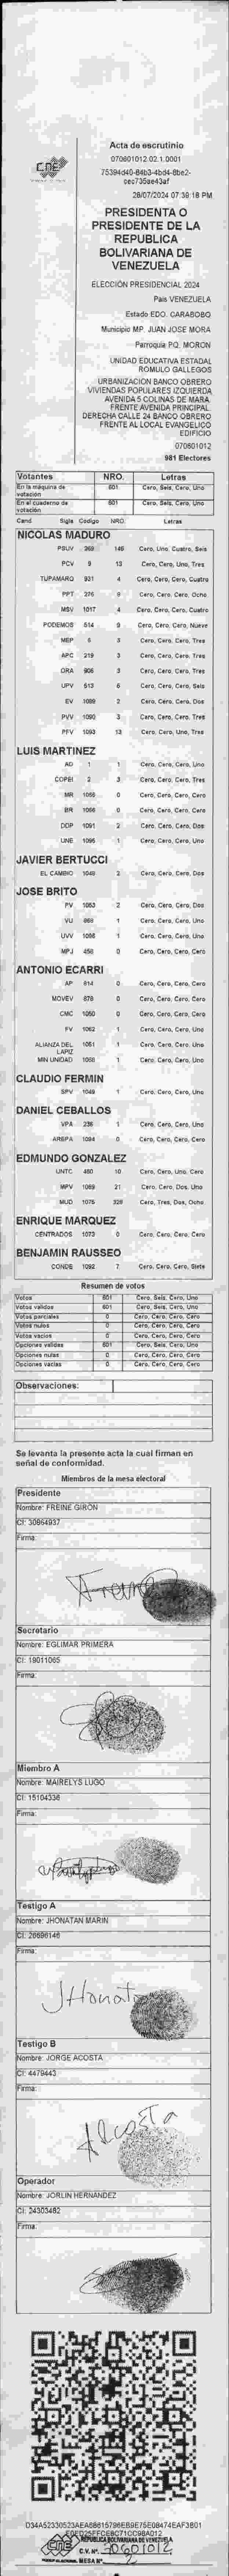 Acta de escrutinio
070601012.02.1.0001
75394d40-84b3-4bd4-8be2-
cec735ae43af
CNE
28/07/2024 07:39:18 PM
PRESIDENTA O
PRESIDENTE DE LA
REPUBLICA
BOLIVARIANA DE
VENEZUELA
ELECCIÓN PRESIDENCIAL 2024
Pais VENEZUELA
Estado EDO. CARABOBO
Municipio MP. JUAN JOSE MORA
Parroquia PQ. MORON
UNIDAD EDUCATIVA ESTADAL
ROMULO GALLEGOS
URBANIZACIÓN BANCO OBRERO
VIVIENDAS POPULARES IZQUIERDA
AVENIDA 5 COLINAS DE MARA.
FRENTE AVENIDA PRINCIPAL.
DERECHA CALLE 24 BANCO OBRERO
FRENTE AL LOCAL EVANGÉLICO
EDIFICIO
070601012
981 Electores
Votantes NRO. Letras
En la máquina de votación 601 Cero, Seis, Cero, Uno
En el cuaderno de votación 601 Cero, Seis, Cero, Uno
Cand Sigla Código NRO. Letras
NICOLAS MADURO
PSUV 269 146 Cero, Uno, Cuatro, Seis
PCV 9 13 Cero, Cero, Uno, Tres
TUPAMARO 921 4 Cero, Cero, Cero, Cuatro
PPT 276 8 Cero, Cero, Cero, Ocho
MSV 1017 4 Cero, Cero, Cero, Cuatro
PODEMOS 514 9 Cero, Cero, Cero, Nueve
MEP 5 3 Cero, Cero, Cero, Tres
APC 219 3 Cero, Cero, Cero, Tres
ORA 906 3 Cero, Cero, Cero, Tres
UPV 613 6 Cero, Cero, Cero, Seis
EV 1089 2 Cero, Cero, Cero, Dos
PVV 1090 3 Cero, Cero, Cero, Tres
PFV 1093 13 Cero, Cero, Uno, Tres
LUIS MARTINEZ
AD 1 1 Cero, Cero, Cero, Uno
COPEI 2 3 Cero, Cero, Cero, Tres
MR 1056 0 Cero, Cero, Cero, Cero
BR 1066 0 Cero, Cero, Cero, Cero
DDP 1091 2 Cero, Cero, Cero, Dos
UNE 1095 1 Cero, Cero, Cero, Uno
JAVIER BERTUCCI
EL CAMBIO 1048 2 Cero, Cero, Cero, Dos
JOSE BRITO
PV 1053 2 Cero, Cero, Cero, Dos
VU 868 1 Cero, Cero, Cero, Uno
UVV 1096 1 Cero, Cero, Cero, Uno
MPJ 458 0 Cero, Cero, Cero, Cero
ANTONIO ECARRI
AP 814 0 Cero, Cero, Cero, Cero
MOVEV 879 0 Cero, Cero, Cero, Cero
CMC 1050 0 Cero, Cero, Cero, Cero
FV 1062 1 Cero, Cero, Cero, Uno
ALIANZA DEL LAPIZ 1051 1 Cero, Cero, Cero, Uno
MIN UNIDAD 1055 1 Cero, Cero, Cero, Uno
CLAUDIO FERMIN
SPV 1049 1 Cero, Cero, Cero, Uno
DANIEL CEBALLOS
VPA 238 1 Cero, Cero, Cero, Uno
AREPA 1094 0 Cero, Cero, Cero, Cero
EDMUNDO GONZALEZ
UNTC 480 10 Cero, Cero, Uno, Cero
MPV 1069 21 Cero, Cero, Dos, Uno
MUD 1075 328 Cero, Tres, Dos, Ocho
ENRIQUE MARQUEZ
CENTRADOS 1073 0 Cero, Cero, Cero, Cero
BENJAMIN RAUSSEO
CONDE 1092 7 Cero, Cero, Cero, Siete
Resumen de votos
Votos 601 Cero, Seis, Cero, Uno
Votos validos 601 Cero, Seis, Cero, Uno
Votos parciales 0 Cero, Cero, Cero, Cero
Votos nulos 0 Cero, Cero, Cero, Cero
Votos vacios 0 Cero, Cero, Cero, Cero
Opciones validas 601 Cero, Seis, Cero, Uno
Opciones nulas 0 Cero, Cero, Cero, Cero
Opciones vacias 0 Cero, Cero, Cero, Cero
Observaciones:
Se levanta la presente acta la cual firman en
señal de conformidad.
Miembros de la mesa electoral
Presidente
Nombre: FREINE GIRON
CI: 30864937
Firma:
Freine
Secretario
Nombre: EGLIMAR PRIMERA
CI: 19011065
Firma:
Miembro A
Nombre: MAIRELYS LUGO
CI: 15104338
Firma:
Testigo A
Nombre: JHONATAN MARIN
CI: 26698146
Firma:
Testigo B
Nombre: JORGE ACOSTA
CI: 4479443
Firma:
Acosta
Operador
Nombre: JORLIN HERNANDEZ
CI: 24303482
Firma:
D34A52330523AEA58615796EB9E75E08474EAF3B01
CNE
REPÚBLICA BOLIVARIANA DE VENEZUELA
C.V. Nº. 70601012
MESA Nº 2